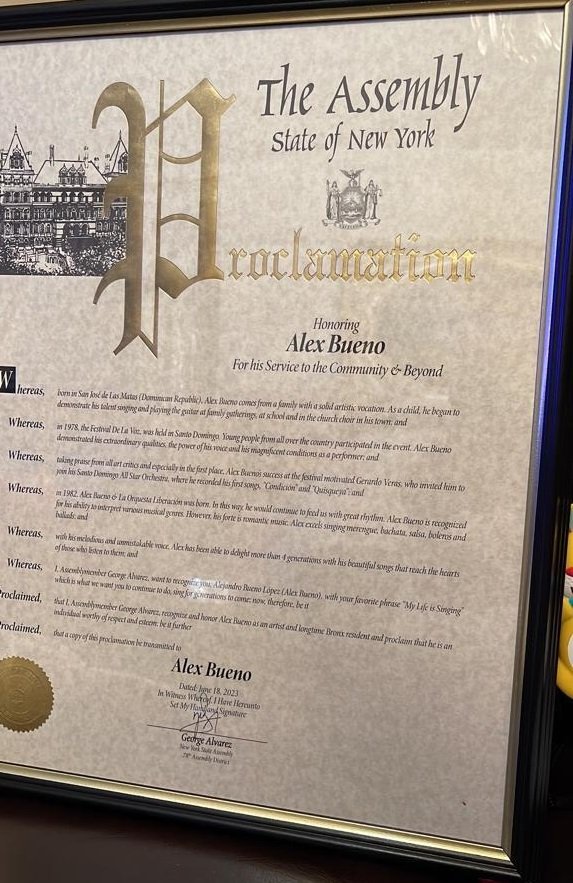 The Assembly
State of New York
Proclamation
Honoring
Alex Bueno
For his Service to the Community & Beyond
Whereas, born in San José de Las Matas (Dominican Republic), Alex Bueno comes from a family with a solid artistic vocation. As a child, he began to
demonstrate his talent singing and playing the guitar at family gatherings, at school and in the church choir in his town; and
Whereas, in 1978, the Festival De La Voz, was held in Santo Domingo. Young people from all over the country participated in the event. Alex Bueno
demonstrated his extraordinary qualities, the power of his voice and his magnificent conditions as a performer; and
Whereas, taking praise from all art critics and especially in the first place, Alex Buenos success at the festival motivated Gerardo Veras, who invited him to
join his Santo Domingo All Star Orchestra, where he recorded his first songs, "Condición" and "Quisqueya"; and
Whereas, in 1982, Alex Bueno & La Orquesta Liberación was born. In this way, he would continue to feed us with great rhythm. Alex Bueno is recognized
for his ability to interpret various musical genres. However, his forte is romantic music. Alex excels singing merengue, bachata, salsa, boleros and
ballads; and
Whereas, with his melodious and unmistakable voice, Alex has been able to delight more than 4 generations with his beautiful songs that reach the hearts
of those who listen to them; and
Whereas, I, Assemblymember George Alvarez, want to recognize you, Alejandro Bueno López (Alex Bueno), with your favorite phrase "My Life is Singing"
which is what we want you to continue to do, sing for generations to come; now, therefore, be it
roclaimed, that I, Assemblymember George Alvarez, recognize and honor Alex Bueno as an artist and longtime Bronx resident and proclaim that he is an
individual worthy of respect and esteem; be it further
roclaimed, that a copy of this proclamation be transmitted to
Alex Bueno
Dated: June 18, 2023
In Witness Whereof, I Have Hereunto
Set My Hand and Signature
George Alvarez
New York State Assembly
78th Assembly District